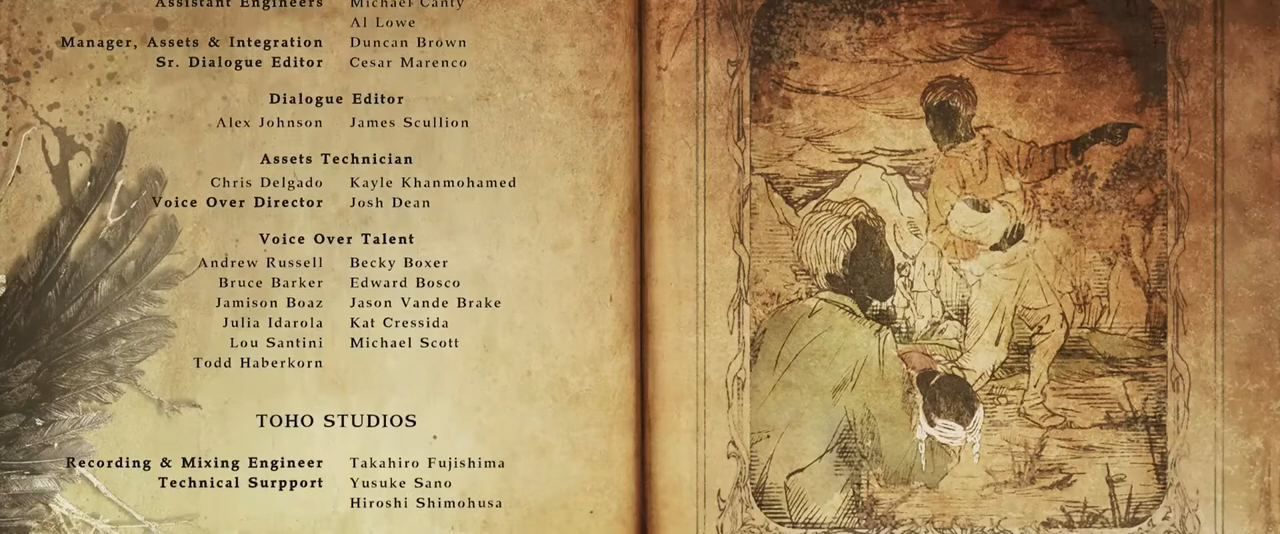 Assistant Engineers Michael Canty
Al Lowe
Manager, Assets & Integration Duncan Brown
Sr. Dialogue Editor Cesar Marenco
Dialogue Editor
Alex Johnson James Scullion
Assets Technician
Chris Delgado Kayle Khanmohamed
Voice Over Director Josh Dean
Voice Over Talent
Andrew Russell Becky Boxer
Bruce Barker Edward Bosco
Jamison Boaz Jason Vande Brake
Julia Idarola Kat Cressida
Lou Santini Michael Scott
Todd Haberkorn
TOHO STUDIOS
Recording & Mixing Engineer Takahiro Fujishima
Technical Surpport Yusuke Sano
Hiroshi Shimohusa